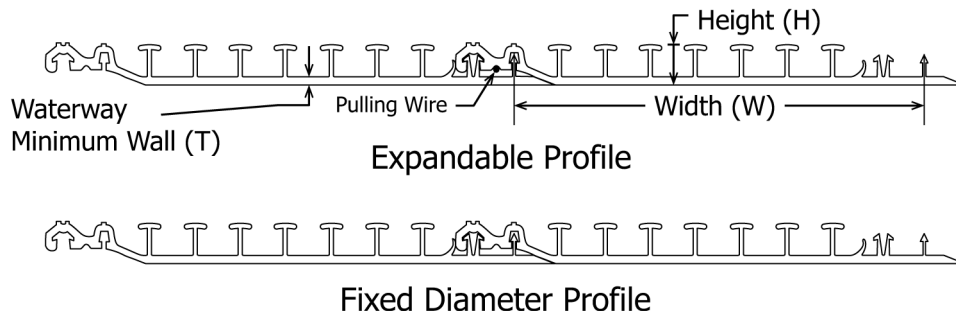 Height (H)
Waterway
Minimum Wall (T)
Pulling Wire
Width (W)
Expandable Profile
Fixed Diameter Profile